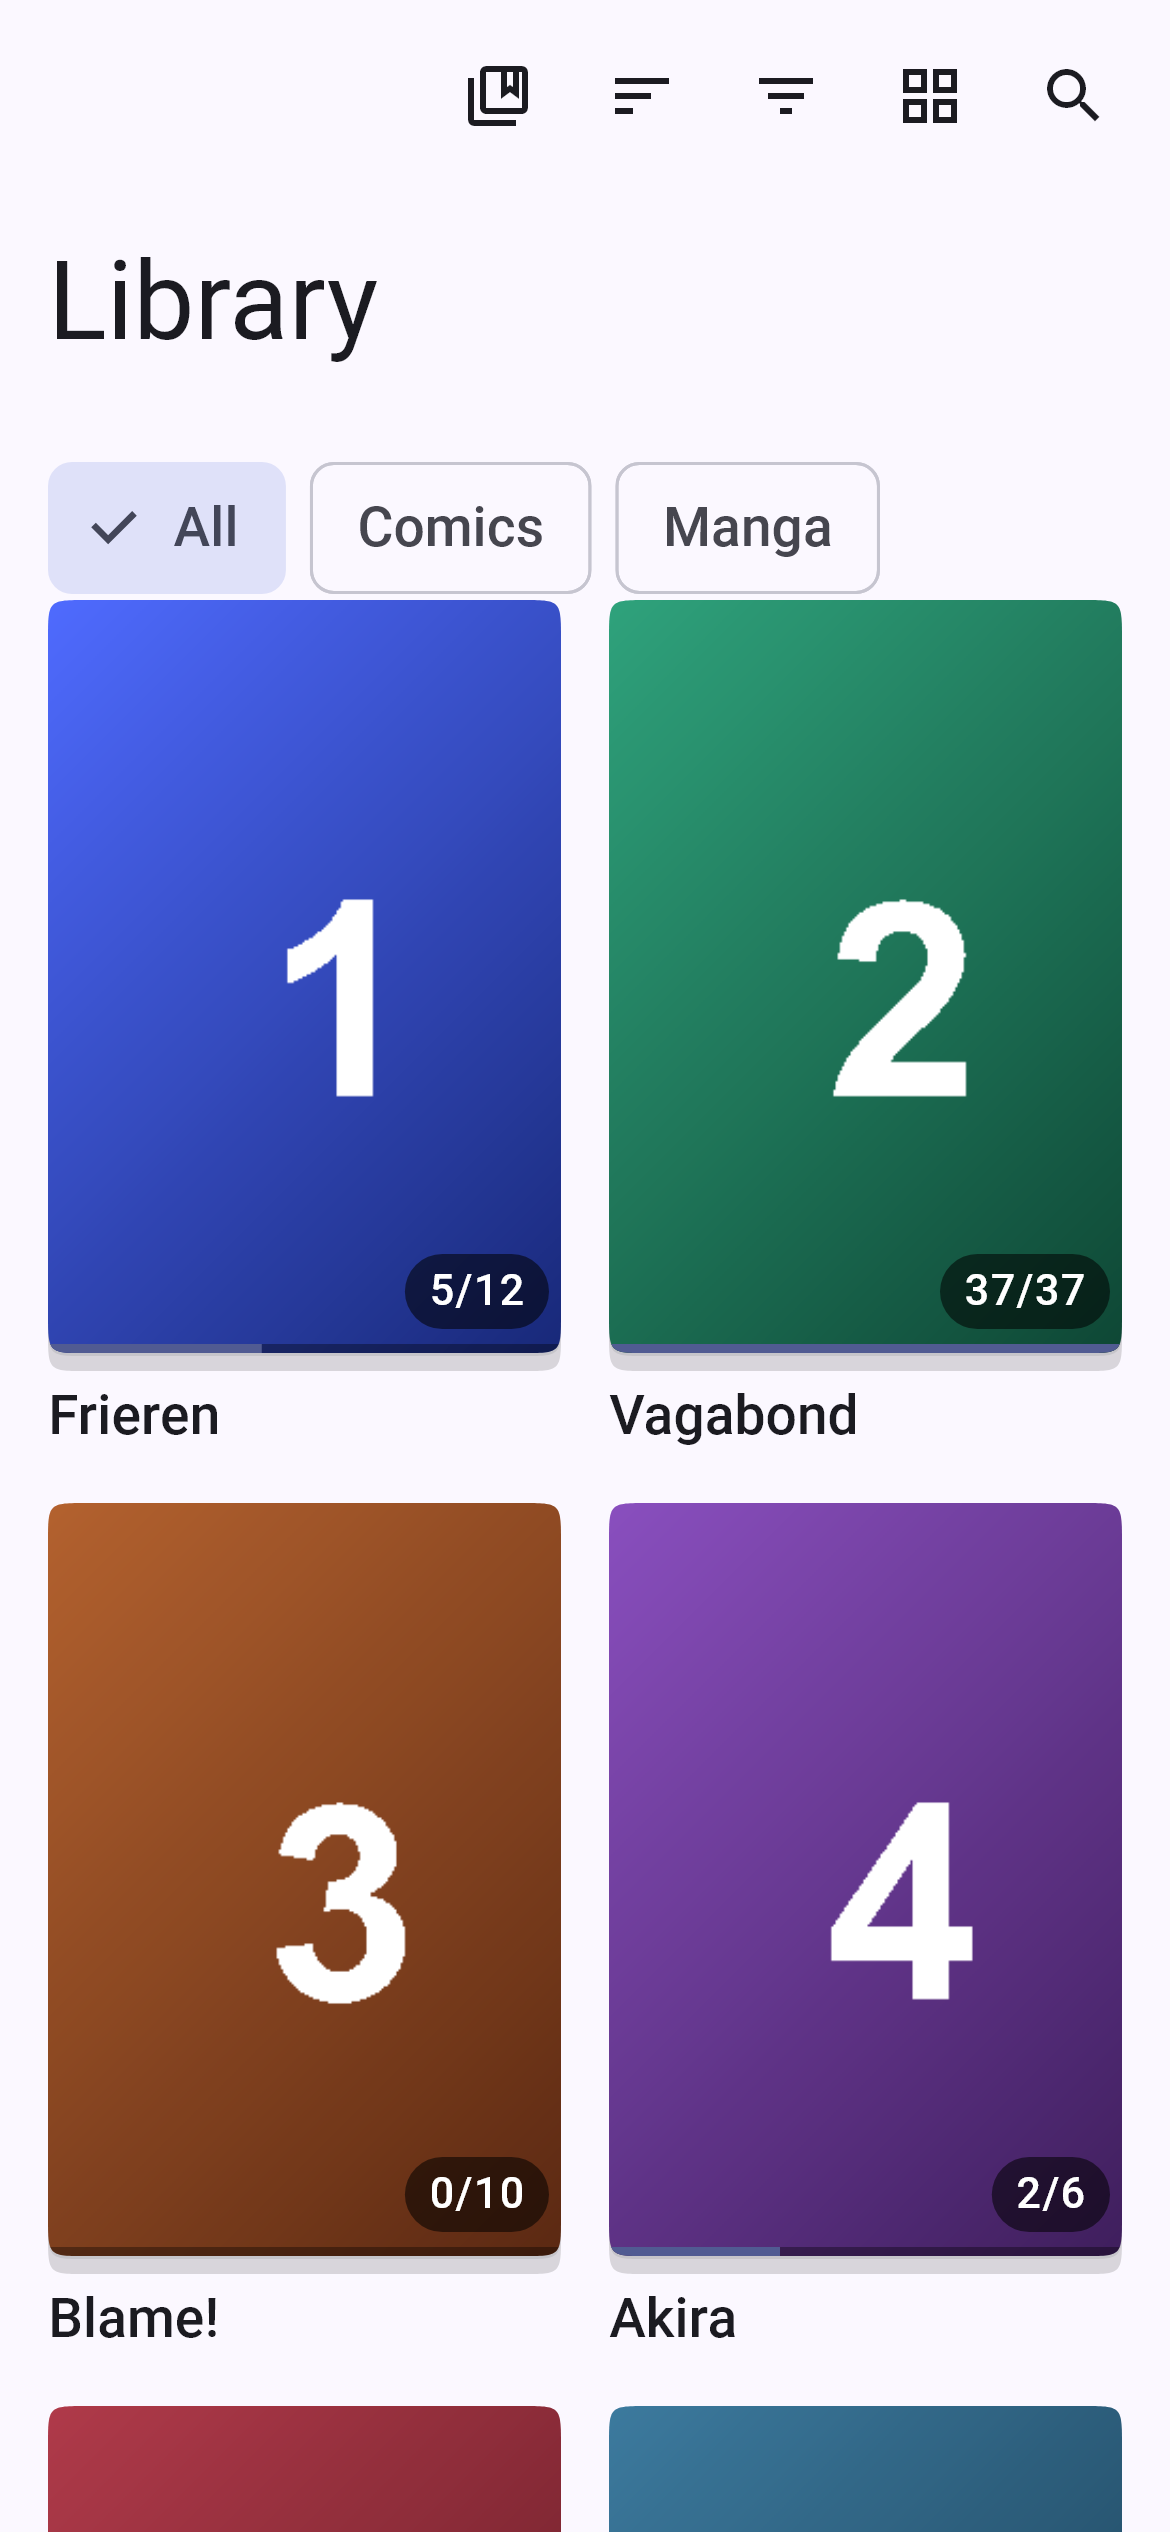 Library
All
Comics
Manga
1
2
5/12
37/37
Frieren
Vagabond
3
4
0/10
2/6
Blame!
Akira